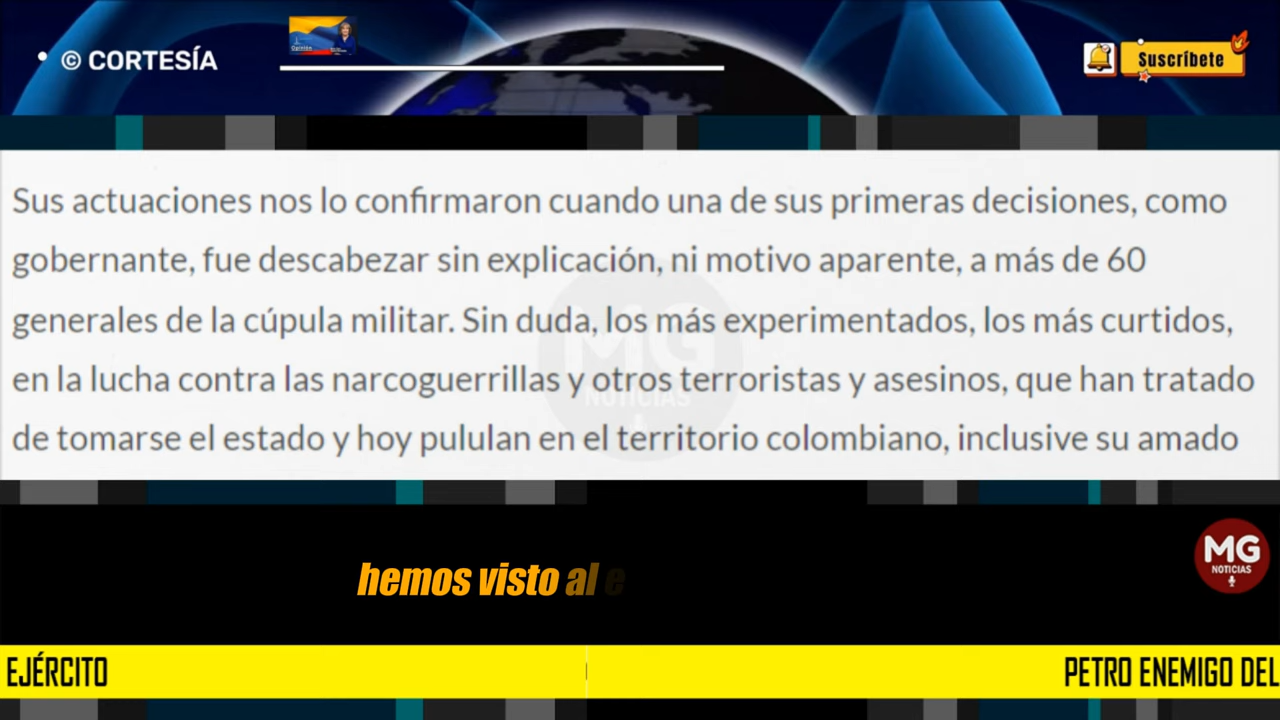 © CORTESÍA
Opinión
Suscríbete
Sus actuaciones nos lo confirmaron cuando una de sus primeras decisiones, como
gobernante, fue descabezar sin explicación, ni motivo aparente, a más de 60
generales de la cúpula militar. Sin duda, los más experimentados, los más curtidos,
en la lucha contra las narcoguerrillas y otros terroristas y asesinos, que han tratado
de tomarse el estado y hoy pululan en el territorio colombiano, inclusive su amado
MG
NOTICIAS
hemos visto al e
MG
NOTICIAS
EJÉRCITO
PETRO ENEMIGO DEL